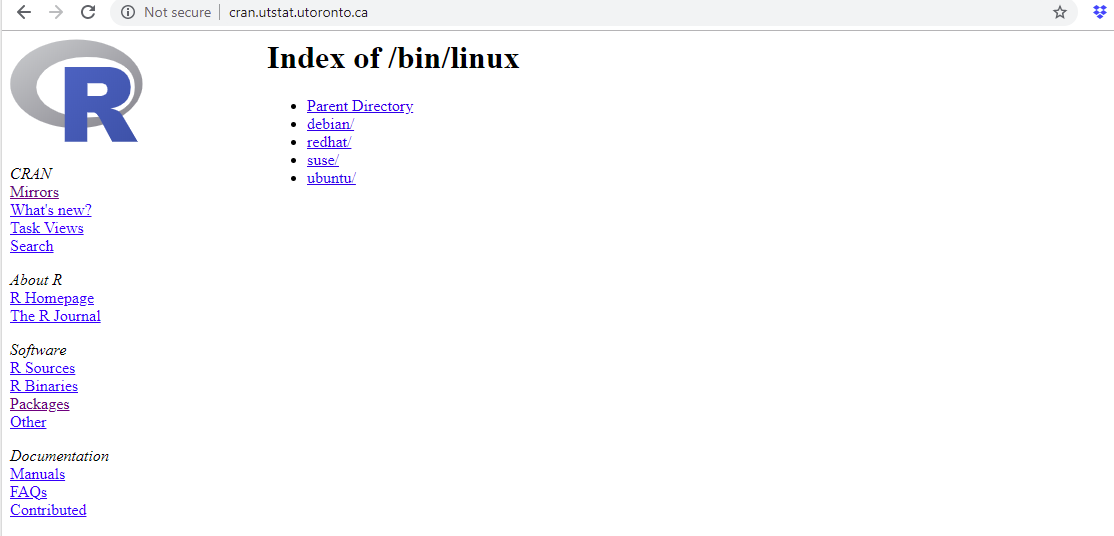 Not secure | cran.utstat.utoronto.ca
R
CRAN
Mirrors
What's new?
Task Views
Search
About R
R Homepage
The R Journal
Software
R Sources
R Binaries
Packages
Other
Documentation
Manuals
FAQs
Contributed
Index of /bin/linux
Parent Directory
debian/
redhat/
suse/
ubuntu/